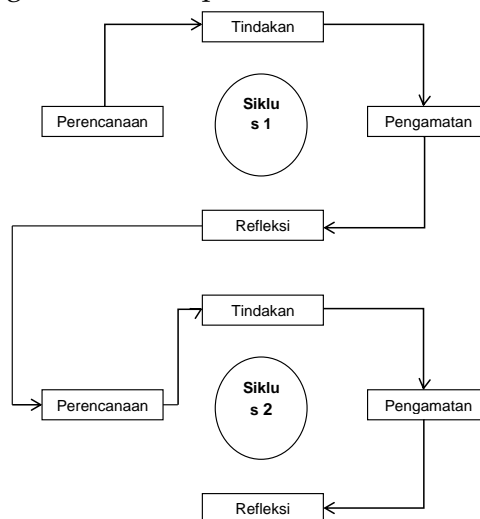 Tindakan
Perencanaan
Siklu
s 1
Pengamatan
Refleksi
Tindakan
Perencanaan
Siklu
s 2
Pengamatan
Refleksi